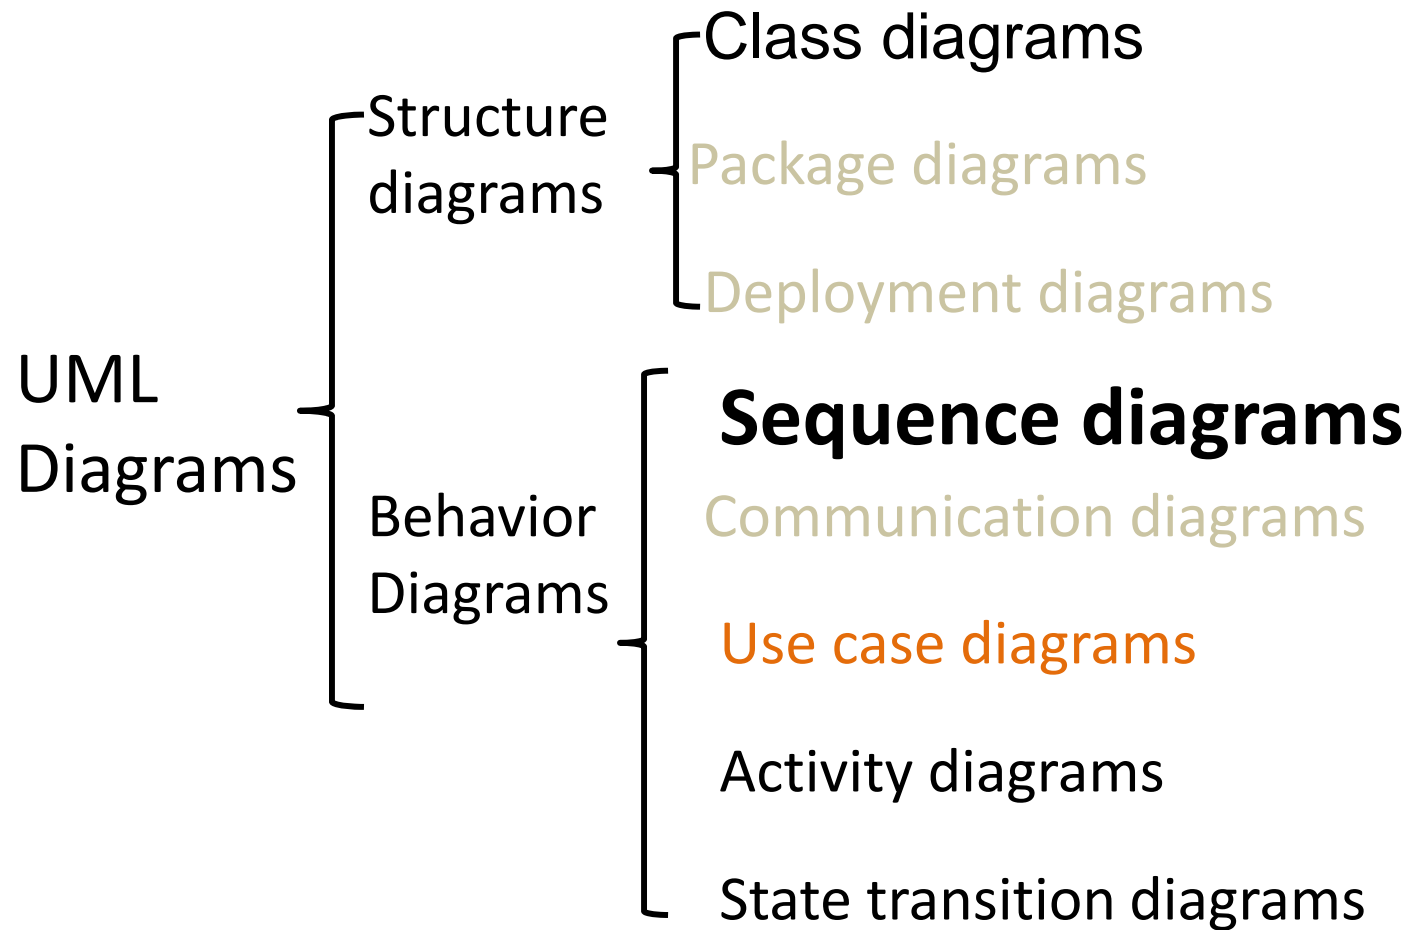 UML
Diagrams
Structure
diagrams
Class diagrams
Package diagrams
Deployment diagrams
Behavior
Diagrams
Sequence diagrams
Communication diagrams
Use case diagrams
Activity diagrams
State transition diagrams